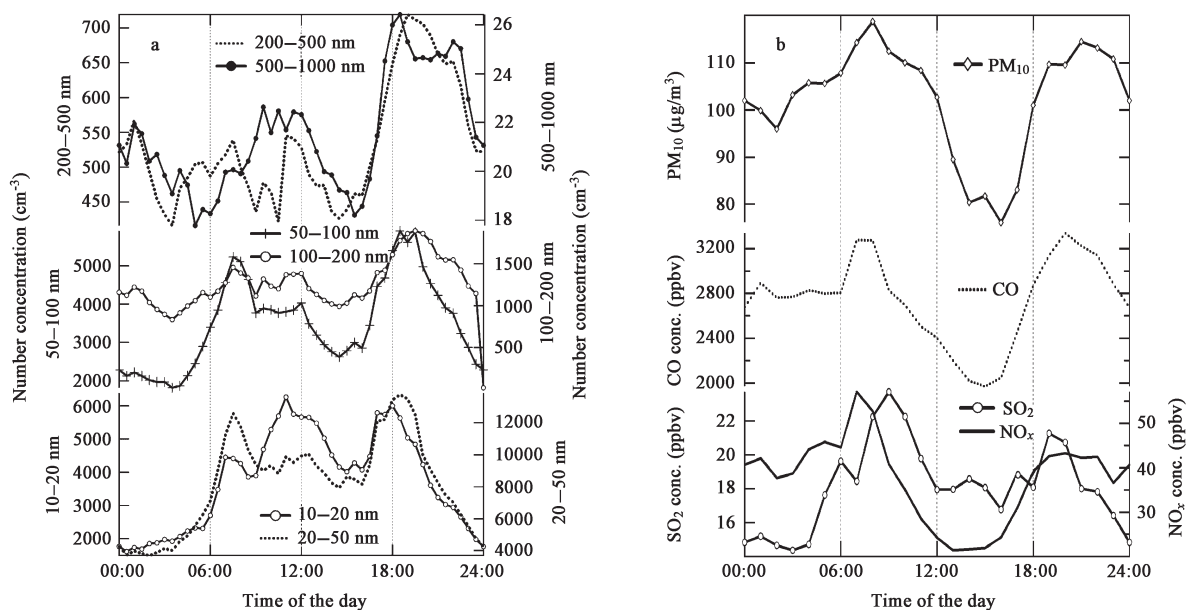 a
200–500 nm
500–1000 nm
720
700
650
600
550
500
450
200–500 nm
26
24
22
20
18
500–1000 nm
Number concentration (cm⁻³)
Number concentration (cm⁻³)
50–100 nm
100–200 nm
5000
4000
3000
2000
50–100 nm
1500
1000
500
100–200 nm
6000
5000
4000
3000
2000
10–20 nm
12000
10000
8000
6000
4000
20–50 nm
10–20 nm
20–50 nm
00:00 06:00 12:00 18:00 24:00
Time of the day
b
PM₁₀
110
100
90
80
PM₁₀ (μg/m³)
3200
2800
2400
2000
CO conc. (ppbv)
CO
24
22
20
18
16
14
SO₂ conc. (ppbv)
SO₂
NOₓ
50
40
30
20
NOₓ conc. (ppbv)
00:00 06:00 12:00 18:00 24:00
Time of the day